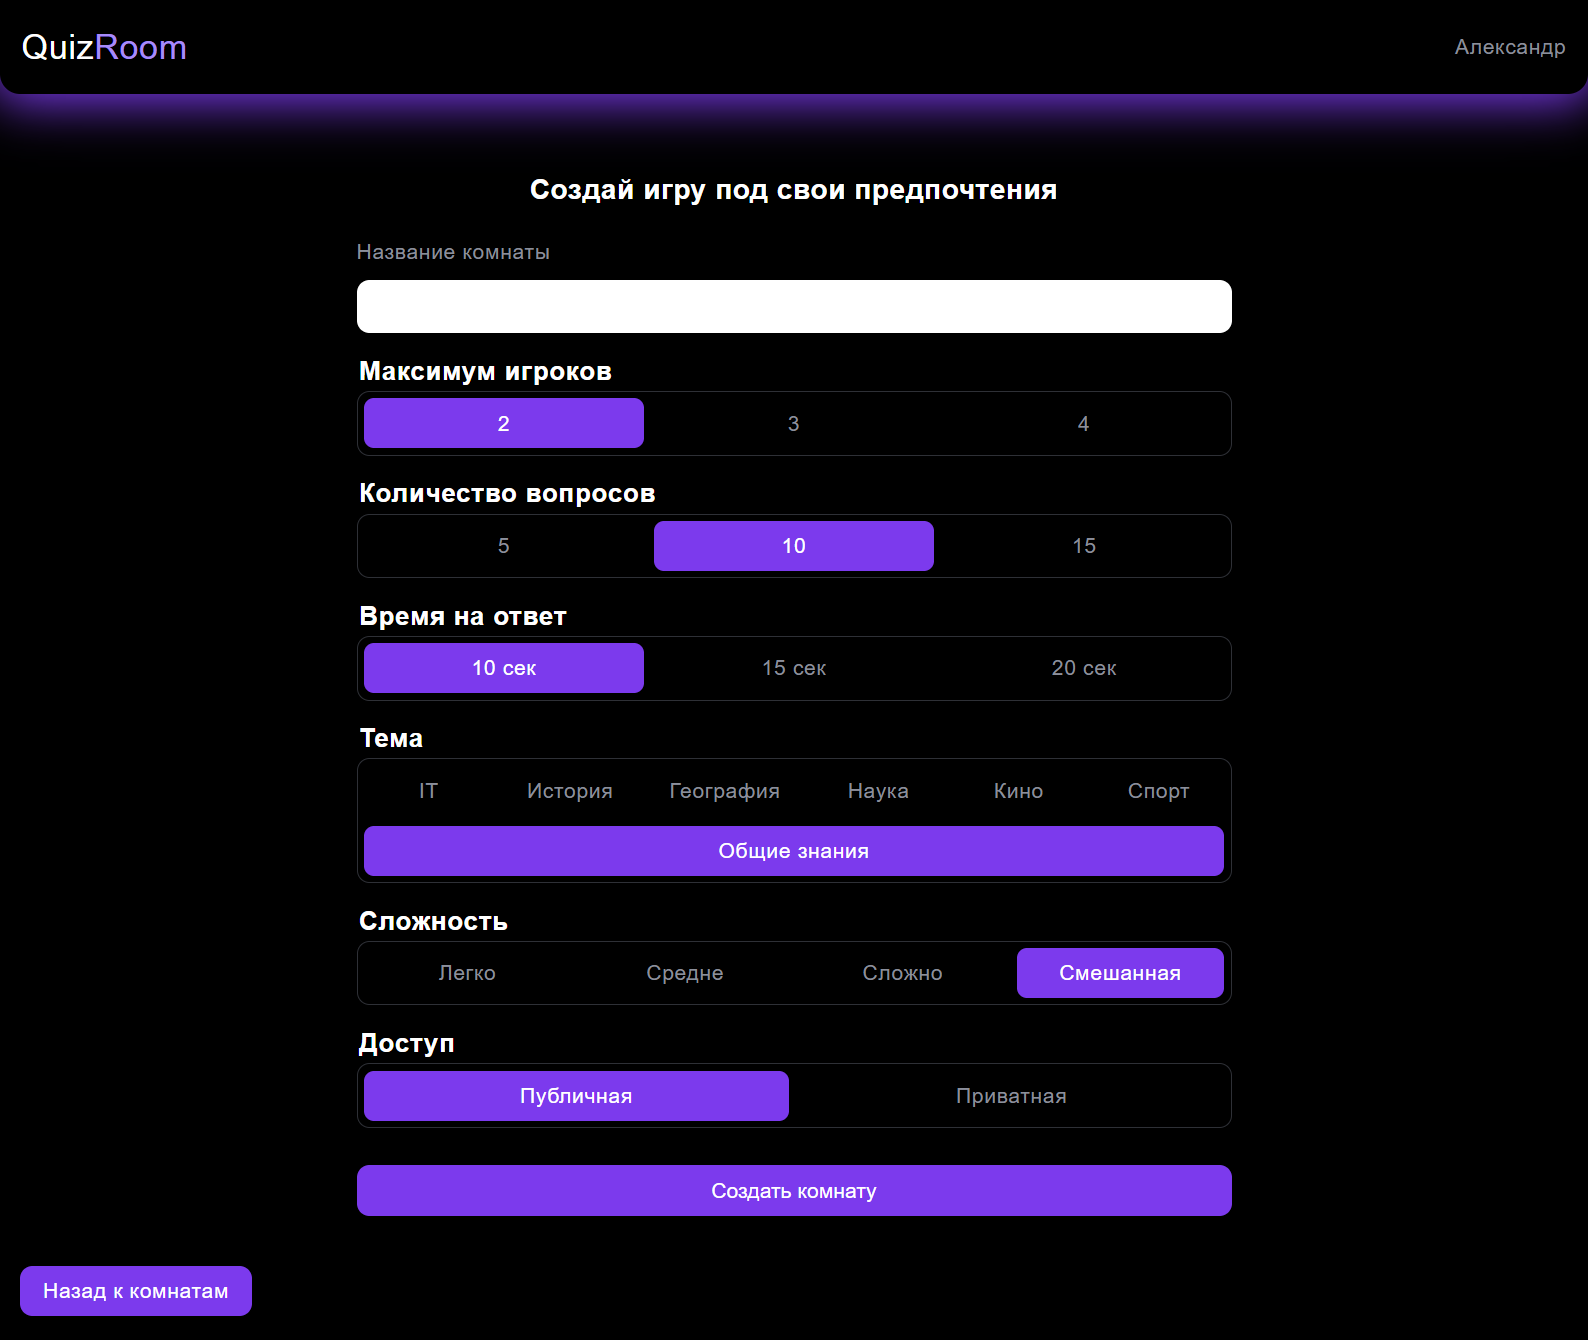 QuizRoom
Александр
Создай игру под свои предпочтения
Название комнаты
Максимум игроков
2 3 4
Количество вопросов
5 10 15
Время на ответ
10 сек 15 сек 20 сек
Тема
IT История География Наука Кино Спорт
Общие знания
Сложность
Легко Средне Сложно Смешанная
Доступ
Публичная Приватная
Создать комнату
Назад к комнатам